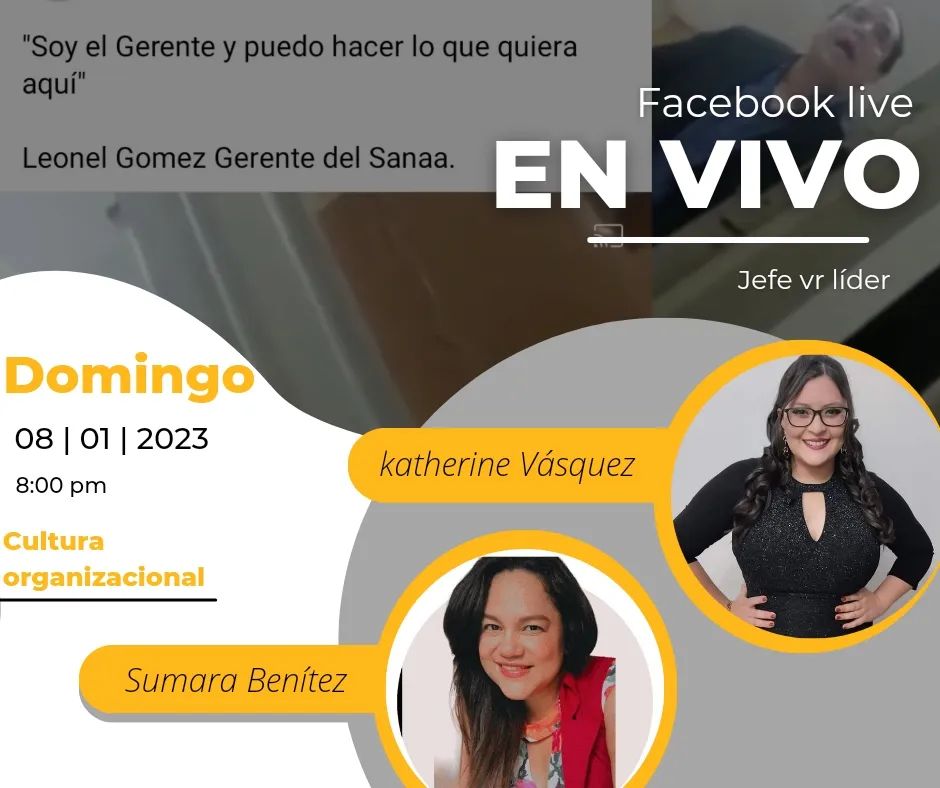 "Soy el Gerente y puedo hacer lo que quiera
aquí"
Leonel Gomez Gerente del Sanaa.
Facebook live
EN VIVO
Jefe vr líder
Domingo
08 | 01 | 2023
8:00 pm
Cultura
organizacional
katherine Vásquez
Sumara Benítez